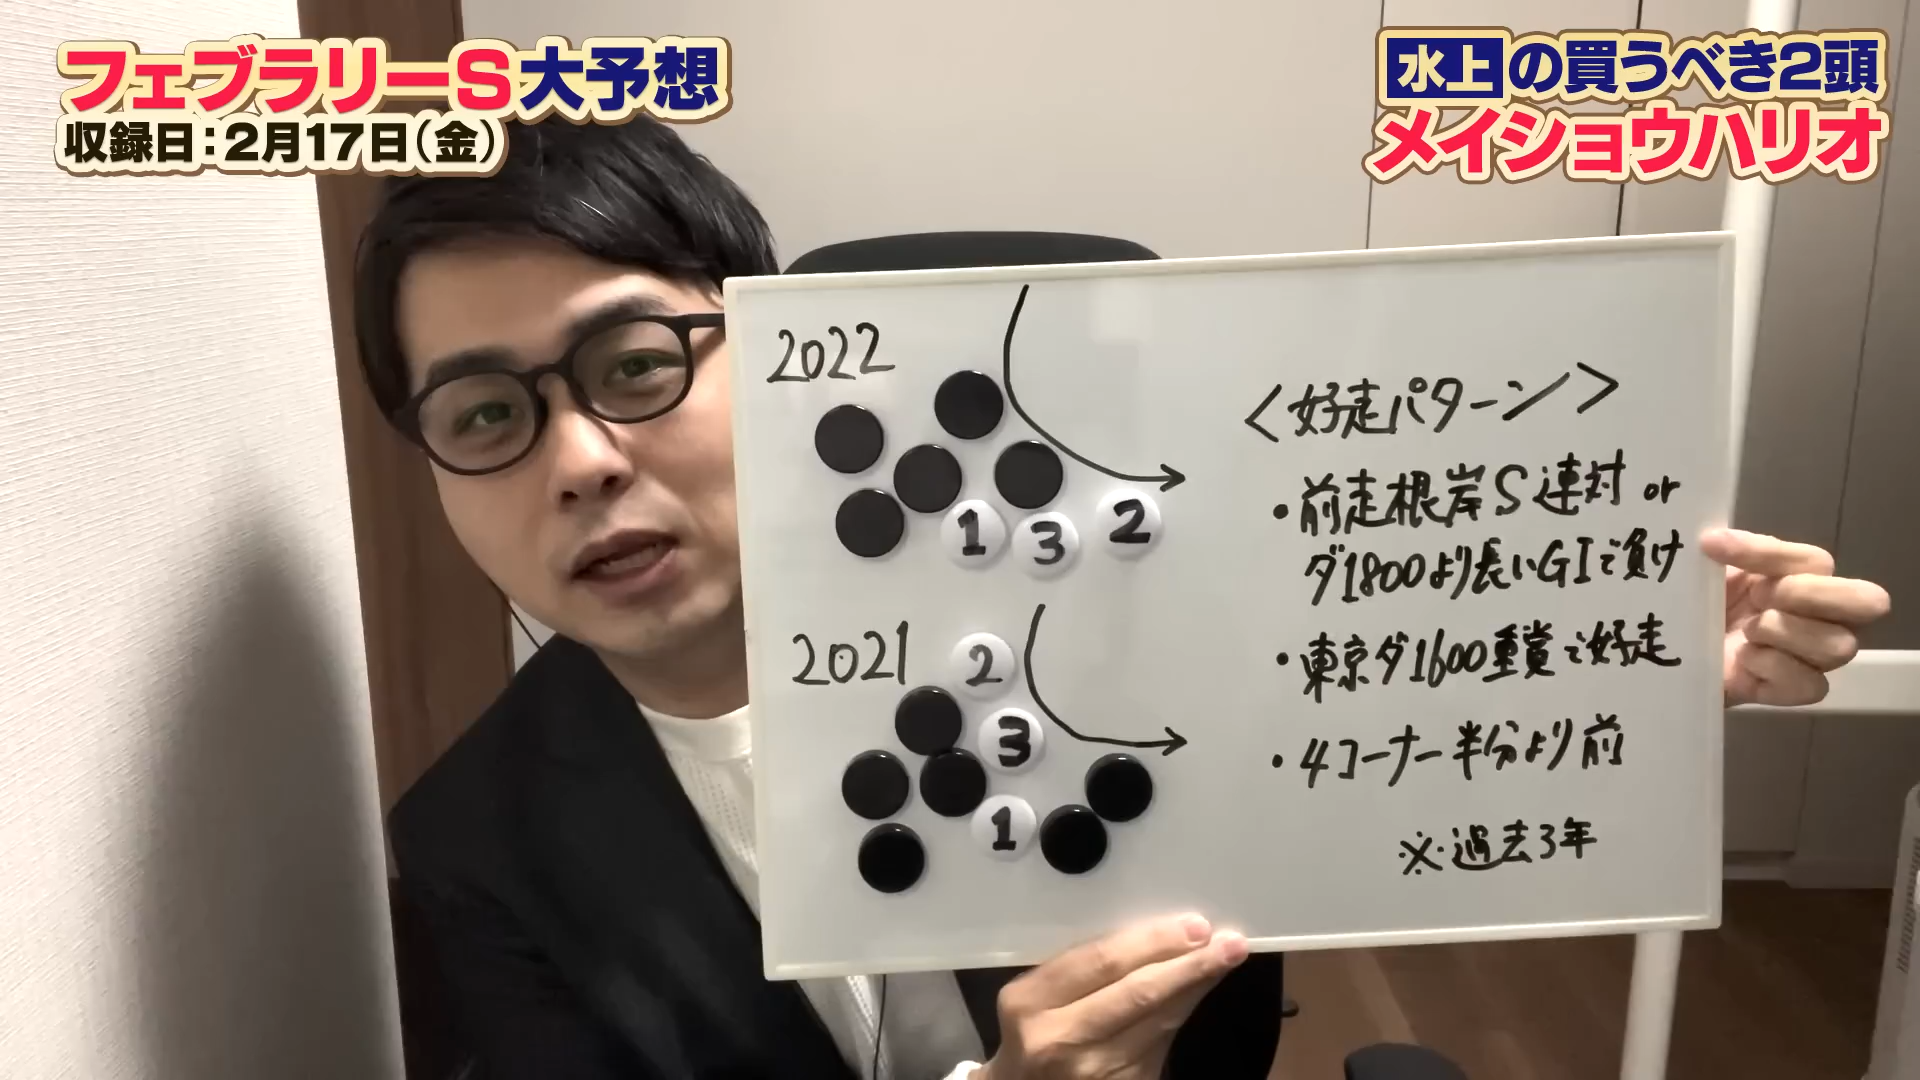 フェブラリーS大予想
収録日：2月17日（金）
水上の買うべき2頭
メイショウハリオ
2022
1
3
2
2021
2
3
1
＜好走パターン＞
・前走根岸S連対 or
ダ1800より長いGIで負け
・東京ダ1600重賞で好走
・4コーナー半分より前
※過去3年